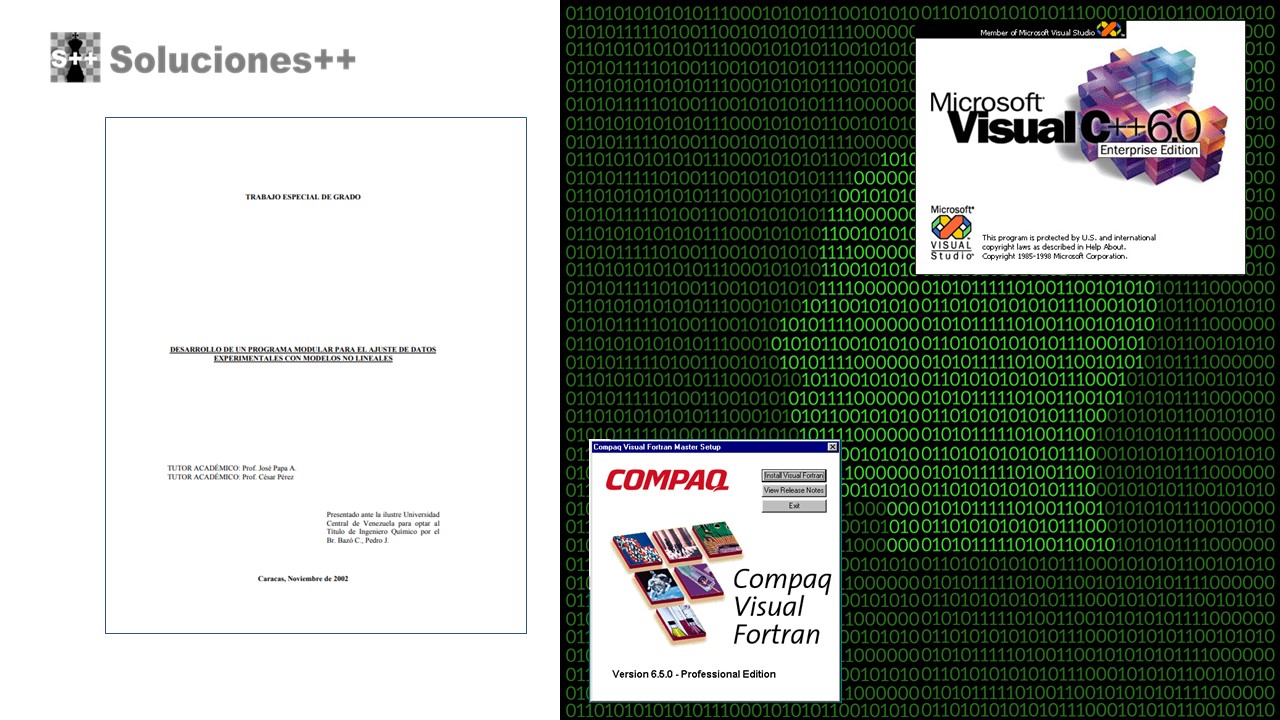 S++ Soluciones++
TRABAJO ESPECIAL DE GRADO
DESARROLLO DE UN PROGRAMA MODULAR PARA EL AJUSTE DE DATOS
EXPERIMENTALES CON MODELOS NO LINEALES
TUTOR ACADÉMICO: Prof. José Papa A.
TUTOR ACADÉMICO: Prof. César Pérez
Presentado ante la ilustre Universidad
Central de Venezuela para optar al
Título de Ingeniero Químico por el
Br. Bazó C., Pedro J.
Caracas, Noviembre de 2002
Member of Microsoft Visual Studio
Microsoft
Visual C++ 6.0
Enterprise Edition
Microsoft
VISUAL
Studio
This program is protected by U.S. and international
copyright laws as described in Help About.
Copyright 1985-1998 Microsoft Corporation.
Compaq Visual Fortran Master Setup
COMPAQ
Install Visual Fortran
View Release Notes
Exit
Compaq
Visual
Fortran
Version 6.5.0 - Professional Edition